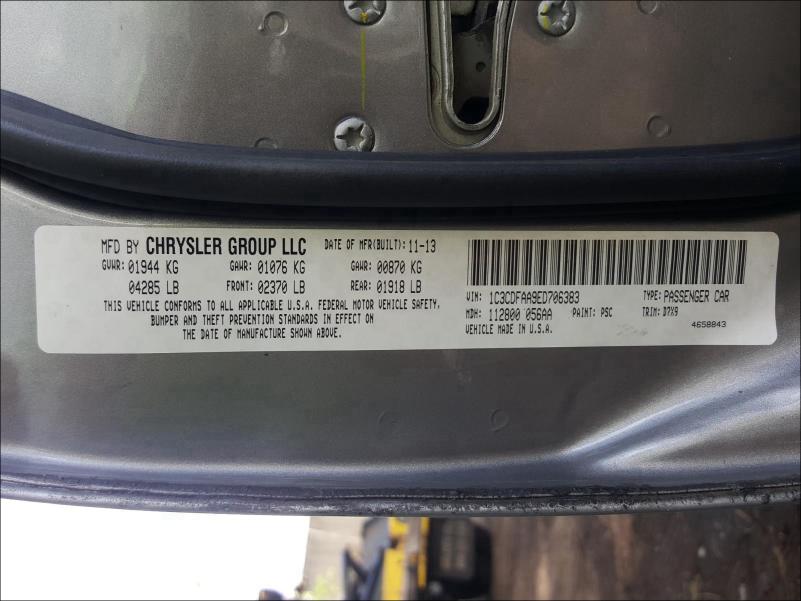 MFD BY CHRYSLER GROUP LLC DATE OF MFR(BUILT): 11-13
GVWR: 01944 KG GAWR: 01076 KG GAWR: 00870 KG
04285 LB FRONT: 02370 LB REAR: 01918 LB
THIS VEHICLE CONFORMS TO ALL APPLICABLE U.S.A. FEDERAL MOTOR VEHICLE SAFETY,
BUMPER AND THEFT PREVENTION STANDARDS IN EFFECT ON
THE DATE OF MANUFACTURE SHOWN ABOVE.
VIN: 1C3CDFAA9ED706383 TYPE: PASSENGER CAR
MDH: 112800 056AA PAINT: PSC TRIM: D7X9
VEHICLE MADE IN U.S.A. 4658843